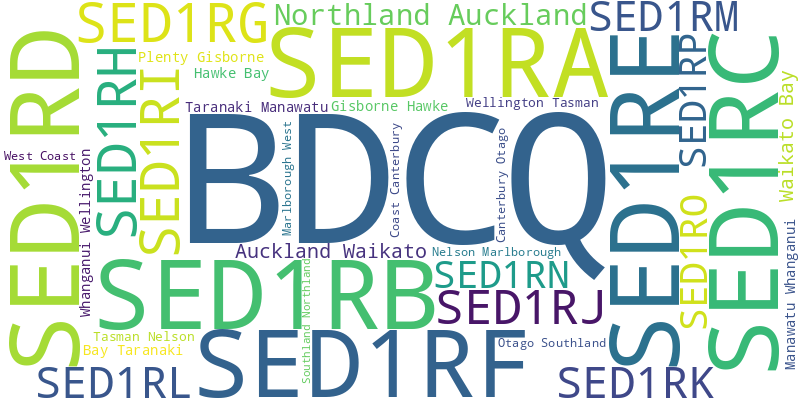 SED1RG
Northland Auckland
SED1RM
SED1RD
SED1RH
Plenty Gisborne
SED1RI
Hawke Bay
SED1RA
SED1RE
SED1RP
SED1RC
Waikato Bay
Taranaki Manawatu
Gisborne Hawke
Wellington Tasman
West Coast
Whanganui Wellington
BDCQ
Marlborough West
Coast Canterbury
Canterbury Otago
SED1RO
Manawatu Whanganui
Auckland Waikato
Nelson Marlborough
SED1RB
Southland Northland
SED1RN
SED1RJ
Tasman Nelson
Bay Taranaki
SED1RF
Otago Southland
SED1RL
SED1RK